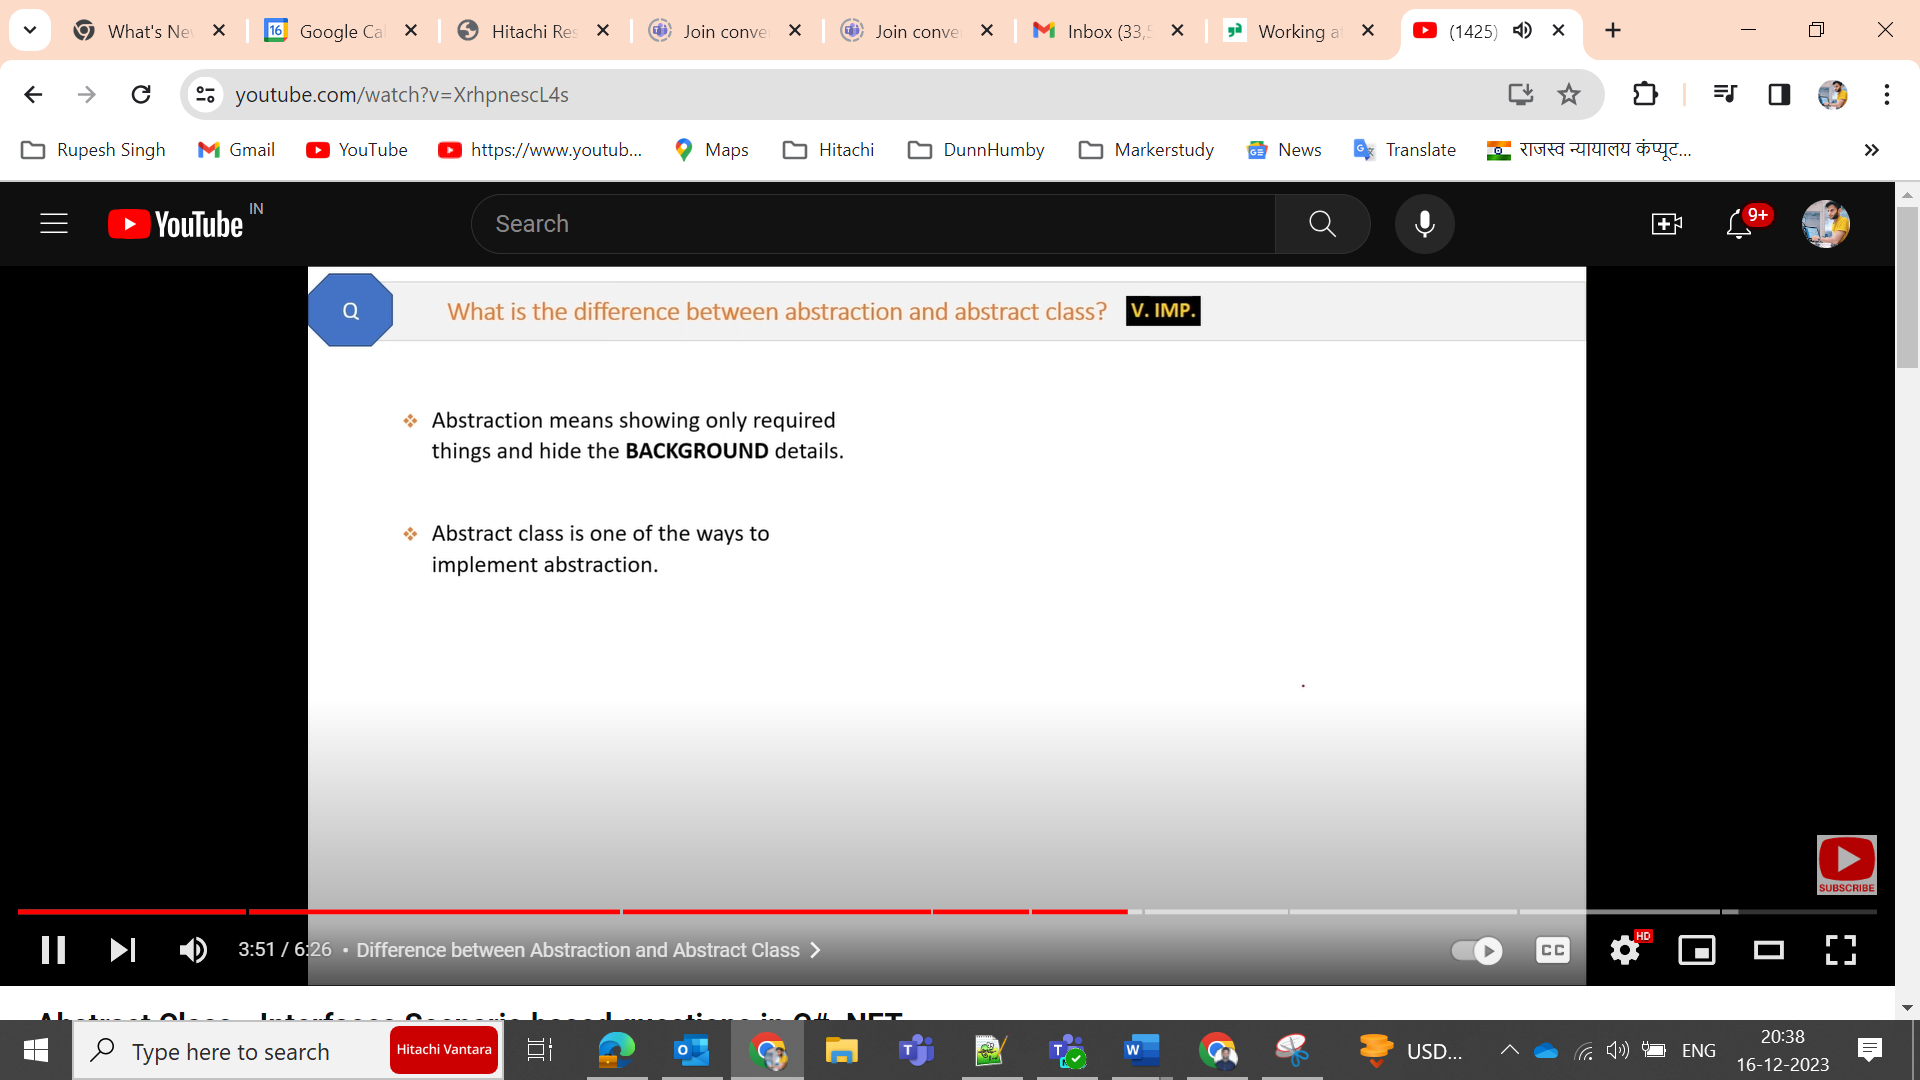 What's Ne
Google Cal
Hitachi Res
Join conve
Join conve
Inbox (33,5
Working a
(1425)
youtube.com/watch?v=XrhpnescL4s
Rupesh Singh
Gmail
YouTube
https://www.youtub...
Maps
Hitachi
DunnHumby
Markerstudy
News
Translate
राजस्व न्यायालय कंप्यूट...
YouTube IN
Search
9+
Q
What is the difference between abstraction and abstract class? V. IMP.
Abstraction means showing only required
things and hide the BACKGROUND details.
Abstract class is one of the ways to
implement abstraction.
SUBSCRIBE
3:51 / 6:26 • Difference between Abstraction and Abstract Class
CC
HD
Type here to search
Hitachi Vantara
USD...
ENG
20:38
16-12-2023